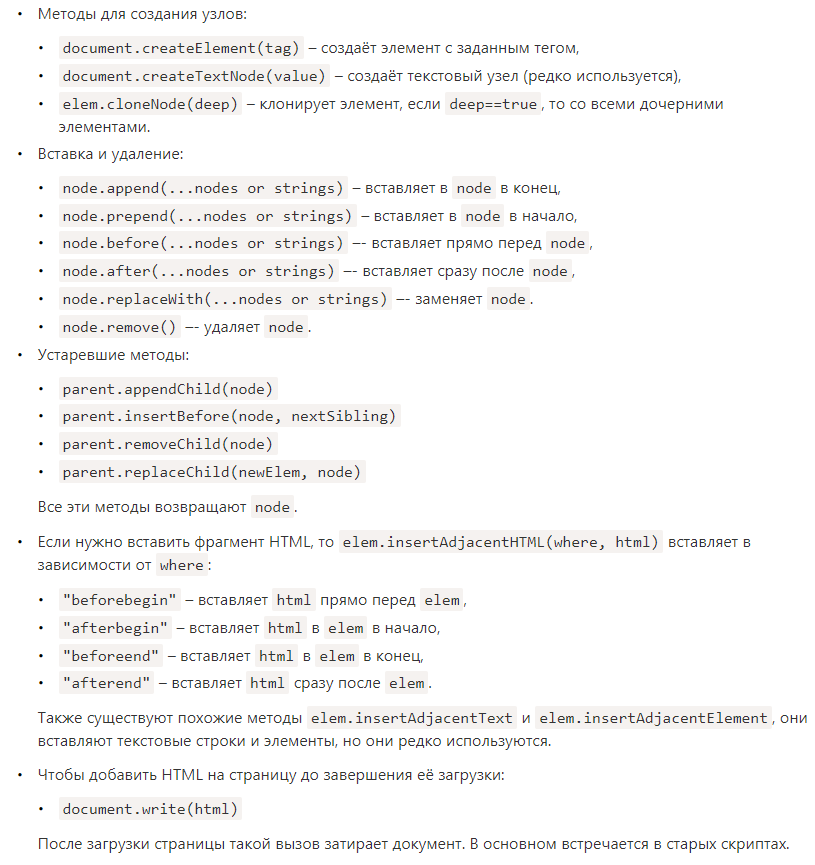 • Методы для создания узлов:
• document.createElement(tag) – создаёт элемент с заданным тегом,
• document.createTextNode(value) – создаёт текстовый узел (редко используется),
• elem.cloneNode(deep) – клонирует элемент, если deep==true, то со всеми дочерними
элементами.
• Вставка и удаление:
• node.append(...nodes or strings) – вставляет в node в конец,
• node.prepend(...nodes or strings) – вставляет в node в начало,
• node.before(...nodes or strings) –- вставляет прямо перед node,
• node.after(...nodes or strings) –- вставляет сразу после node,
• node.replaceWith(...nodes or strings) –- заменяет node.
• node.remove() –- удаляет node.
• Устаревшие методы:
• parent.appendChild(node)
• parent.insertBefore(node, nextSibling)
• parent.removeChild(node)
• parent.replaceChild(newElem, node)
Все эти методы возвращают node.
• Если нужно вставить фрагмент HTML, то elem.insertAdjacentHTML(where, html) вставляет в
зависимости от where:
• "beforebegin" – вставляет html прямо перед elem,
• "afterbegin" – вставляет html в elem в начало,
• "beforeend" – вставляет html в elem в конец,
• "afterend" – вставляет html сразу после elem.
Также существуют похожие методы elem.insertAdjacentText и elem.insertAdjacentElement, они
вставляют текстовые строки и элементы, но они редко используются.
• Чтобы добавить HTML на страницу до завершения её загрузки:
• document.write(html)
После загрузки страницы такой вызов затирает документ. В основном встречается в старых скриптах.